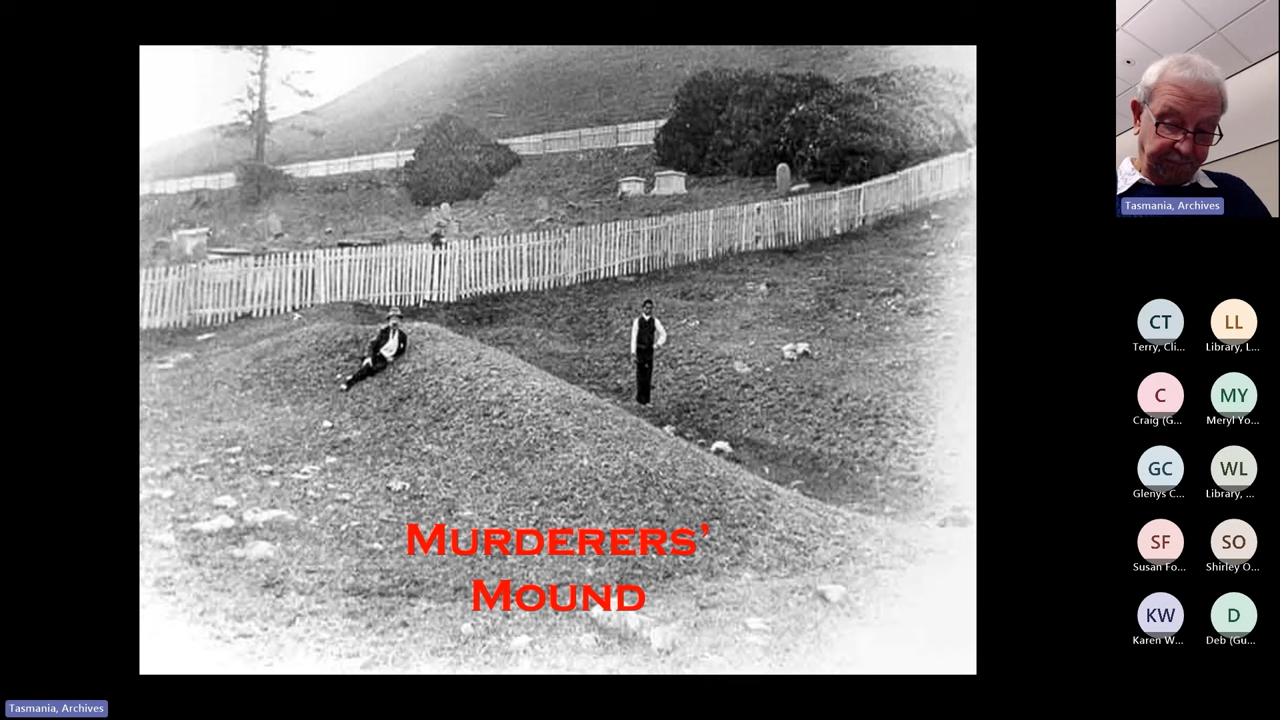 MURDERERS'
MOUND
Tasmania, Archives
CT
Terry, Cli...
LL
Library, L...
C
Craig (G...
MY
Meryl Yo...
GC
Glenys C...
WL
Library, ...
SF
Susan Fo...
SO
Shirley O...
KW
Karen W...
D
Deb (Gu...
Tasmania, Archives